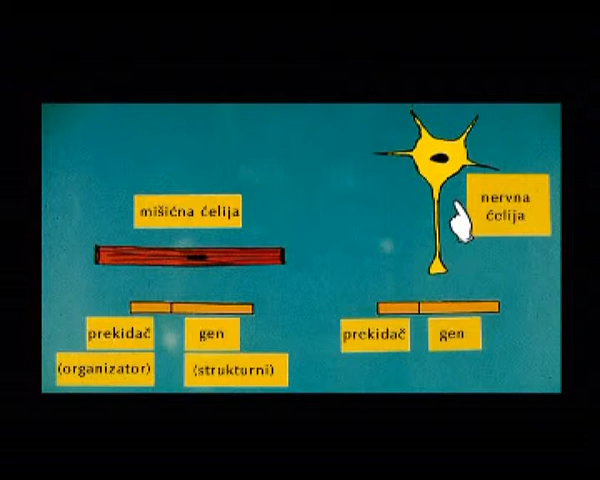 mišićna ćelija
nervna
ćelija
prekidač
gen
(organizator)
(strukturni)
prekidač
gen